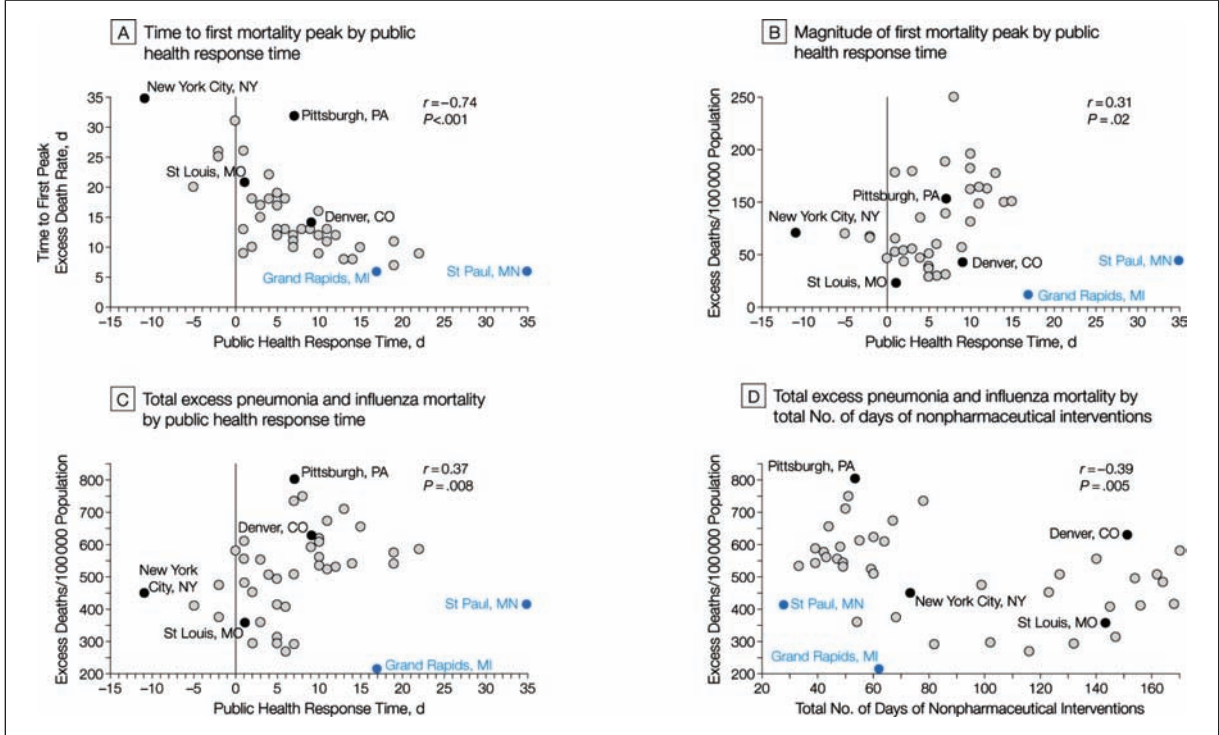 A Time to first mortality peak by public
health response time
New York City, NY
r=−0.74
P<.001
Pittsburgh, PA
St Louis, MO
Denver, CO
Grand Rapids, MI
St Paul, MN
Time to First Peak
Excess Death Rate, d
35
30
25
20
15
10
5
0
−15 −10 −5 0 5 10 15 20 25 30 35
Public Health Response Time, d
B Magnitude of first mortality peak by public
health response time
r=0.31
P=.02
Pittsburgh, PA
New York City, NY
St Louis, MO
Denver, CO
St Paul, MN
Grand Rapids, MI
Excess Deaths/100 000 Population
250
200
150
100
50
0
−15 −10 −5 0 5 10 15 20 25 30 35
Public Health Response Time, d
C Total excess pneumonia and influenza mortality
by public health response time
Pittsburgh, PA
r=0.37
P=.008
Denver, CO
New York
City, NY
St Louis, MO
St Paul, MN
Grand Rapids, MI
Excess Deaths/100 000 Population
800
700
600
500
400
300
200
−15 −10 −5 0 5 10 15 20 25 30 35
Public Health Response Time, d
D Total excess pneumonia and influenza mortality by
total No. of days of nonpharmaceutical interventions
Pittsburgh, PA
r=−0.39
P=.005
Denver, CO
St Paul, MN
New York City, NY
St Louis, MO
Grand Rapids, MI
Excess Deaths/100 000 Population
800
700
600
500
400
300
200
20 40 60 80 100 120 140 160
Total No. of Days of Nonpharmaceutical Interventions